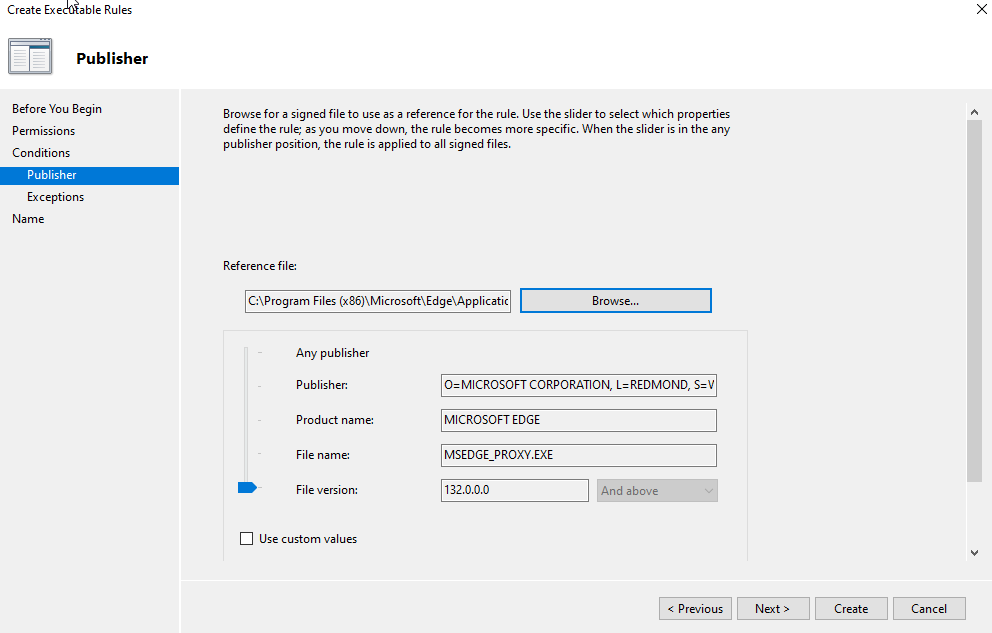 Create Executable Rules
Publisher
Before You Begin
Permissions
Conditions
Publisher
Exceptions
Name
Browse for a signed file to use as a reference for the rule. Use the slider to select which properties
define the rule; as you move down, the rule becomes more specific. When the slider is in the any
publisher position, the rule is applied to all signed files.
Reference file:
C:\Program Files (x86)\Microsoft\Edge\Applicatic Browse...
Any publisher
Publisher: O=MICROSOFT CORPORATION, L=REDMOND, S=V
Product name: MICROSOFT EDGE
File name: MSEDGE_PROXY.EXE
File version: 132.0.0.0 And above
Use custom values
< Previous Next > Create Cancel